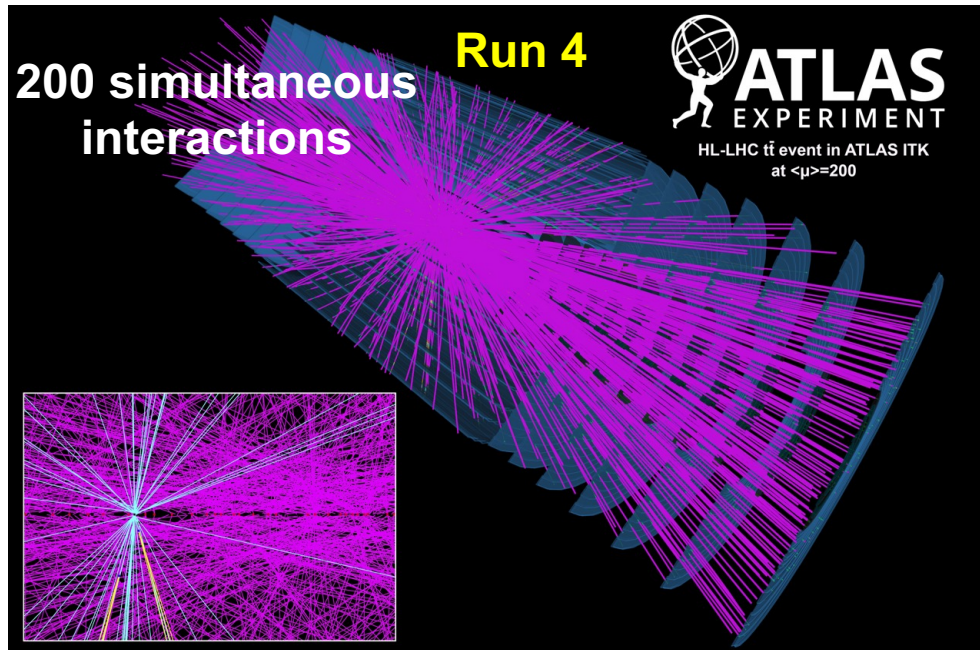 Run 4
200 simultaneous
interactions
ATLAS
EXPERIMENT
HL-LHC tt̄ event in ATLAS ITK
at <μ>=200